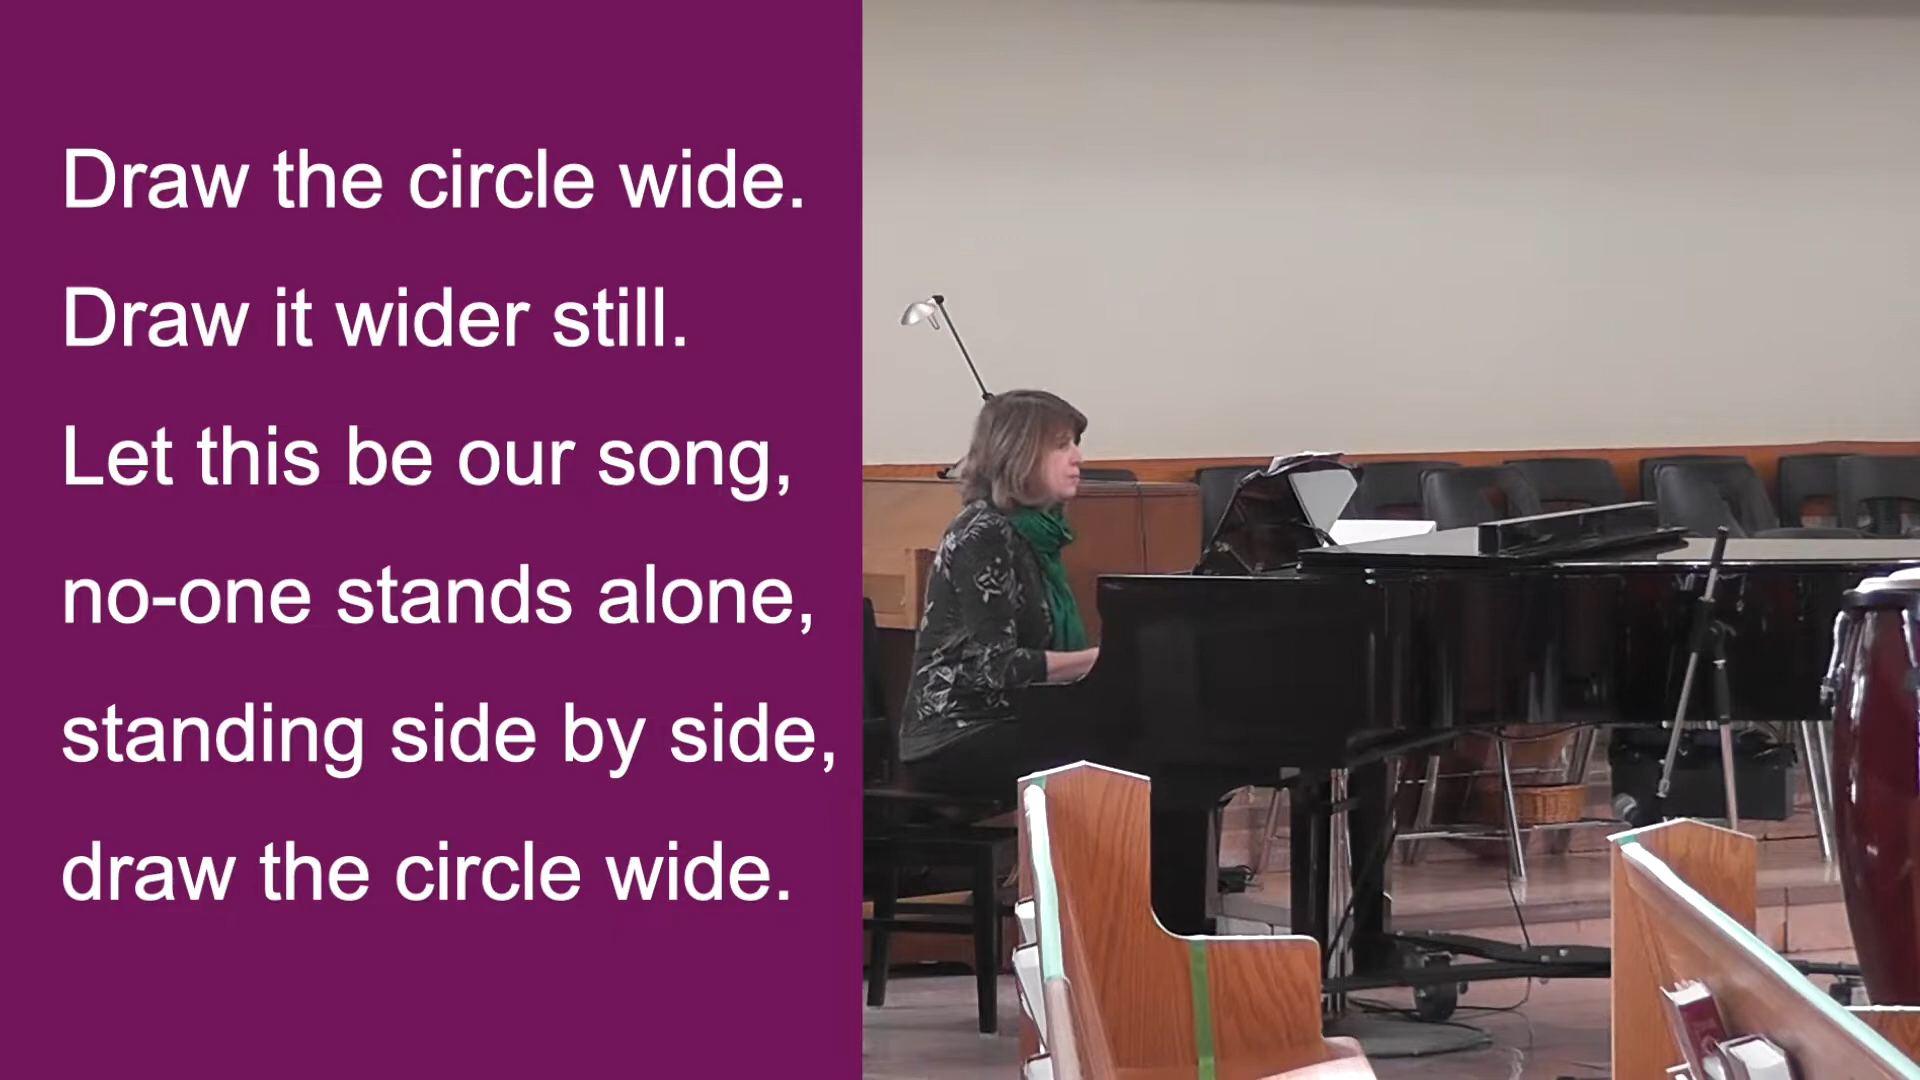 Draw the circle wide.
Draw it wider still.
Let this be our song,
no-one stands alone,
standing side by side,
draw the circle wide.